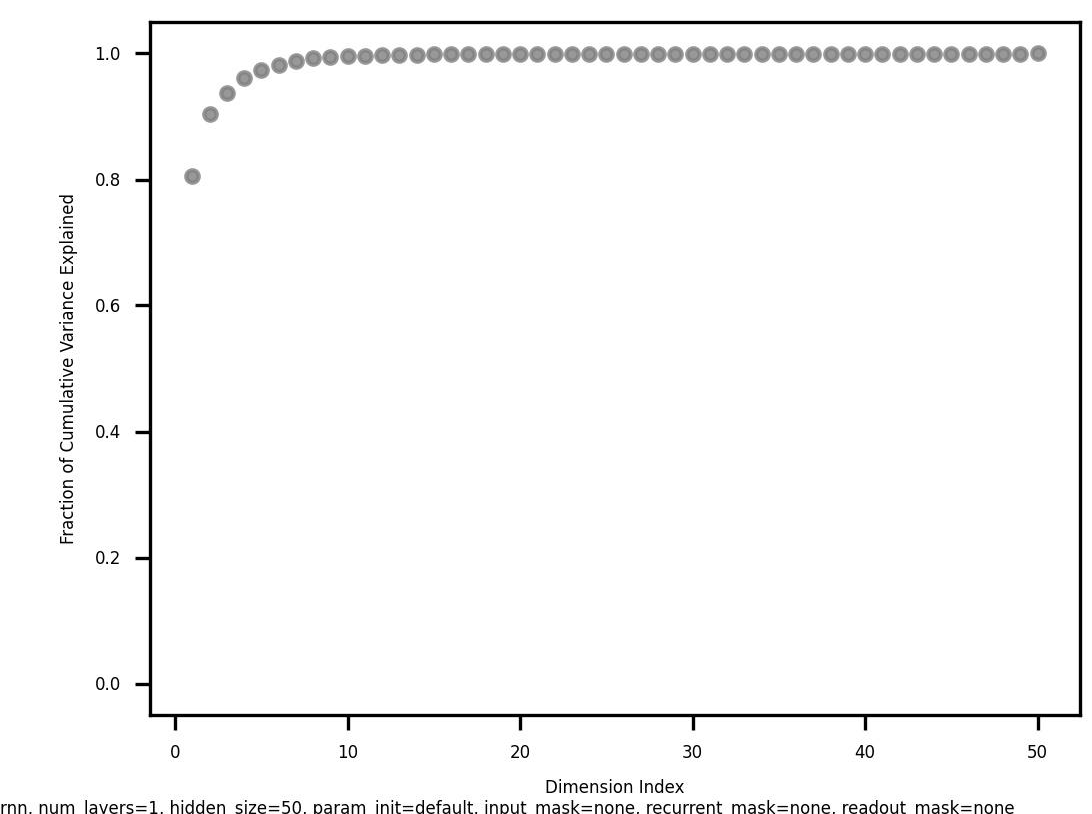 1.0
0.8
0.6
0.4
0.2
0.0
Fraction of Cumulative Variance Explained
0 10 20 30 40 50
Dimension Index
rnn, num_layers=1, hidden_size=50, param_init=default, input_mask=none, recurrent_mask=none, readout_mask=none